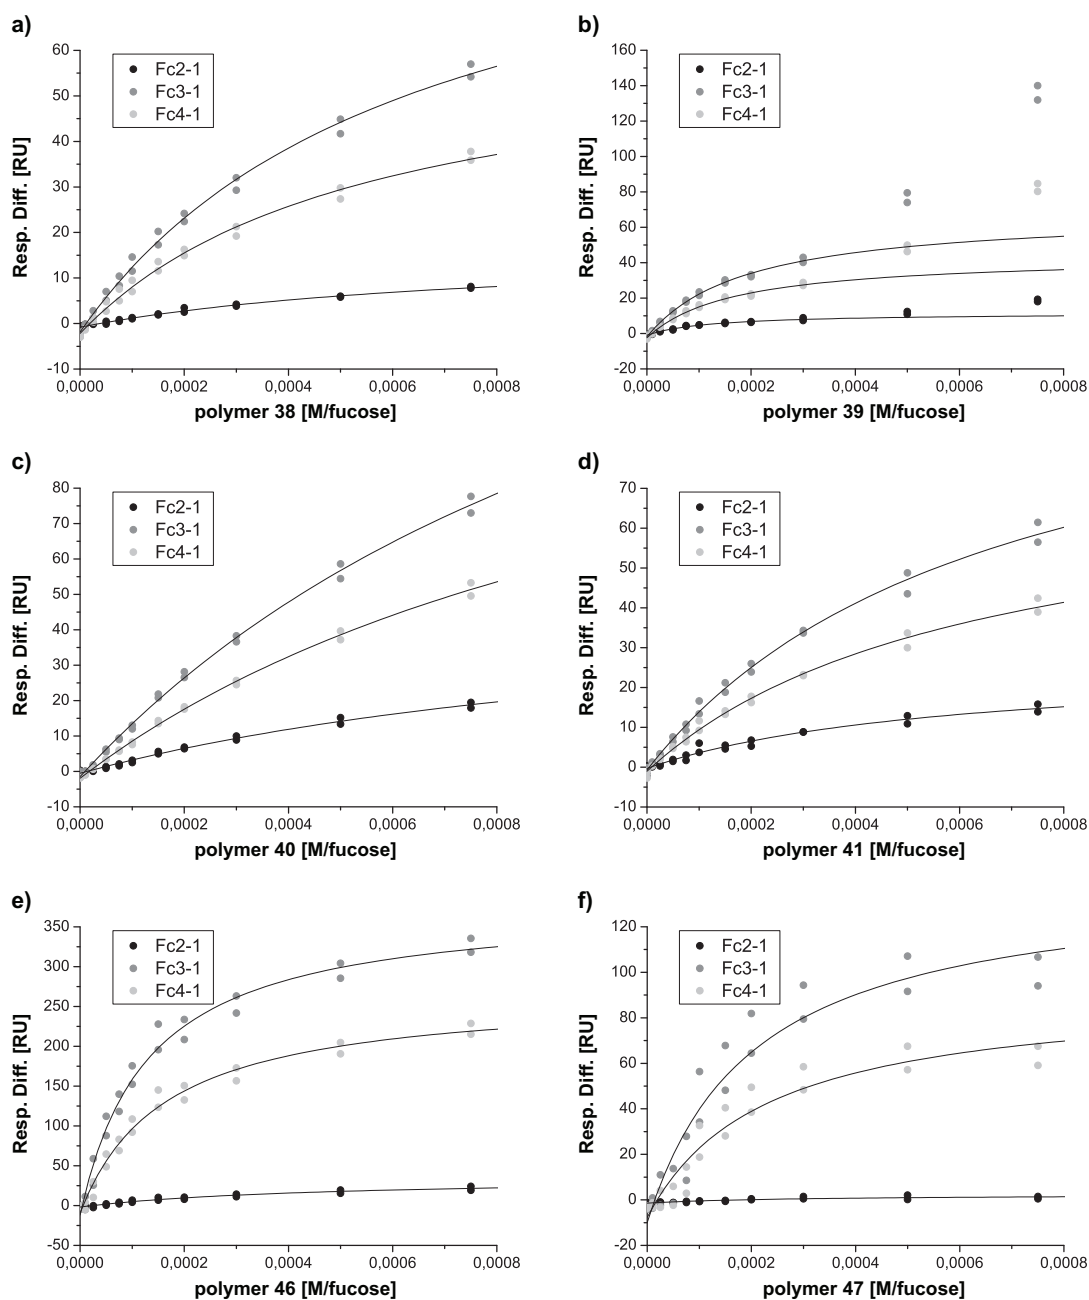 a)
60
50
40
30
20
10
0
-10
Resp. Diff. [RU]
Fc2-1
Fc3-1
Fc4-1
0,0000 0,0002 0,0004 0,0006 0,0008
polymer 38 [M/fucose]
b)
160
140
120
100
80
60
40
20
0
-20
Resp. Diff. [RU]
Fc2-1
Fc3-1
Fc4-1
0,0000 0,0002 0,0004 0,0006 0,0008
polymer 39 [M/fucose]
c)
80
70
60
50
40
30
20
10
0
-10
Resp. Diff. [RU]
Fc2-1
Fc3-1
Fc4-1
0,0000 0,0002 0,0004 0,0006 0,0008
polymer 40 [M/fucose]
d)
70
60
50
40
30
20
10
0
-10
Resp. Diff. [RU]
Fc2-1
Fc3-1
Fc4-1
0,0000 0,0002 0,0004 0,0006 0,0008
polymer 41 [M/fucose]
e)
350
300
250
200
150
100
50
0
-50
Resp. Diff. [RU]
Fc2-1
Fc3-1
Fc4-1
0,0000 0,0002 0,0004 0,0006 0,0008
polymer 46 [M/fucose]
f)
120
100
80
60
40
20
0
-20
Resp. Diff. [RU]
Fc2-1
Fc3-1
Fc4-1
0,0000 0,0002 0,0004 0,0006 0,0008
polymer 47 [M/fucose]